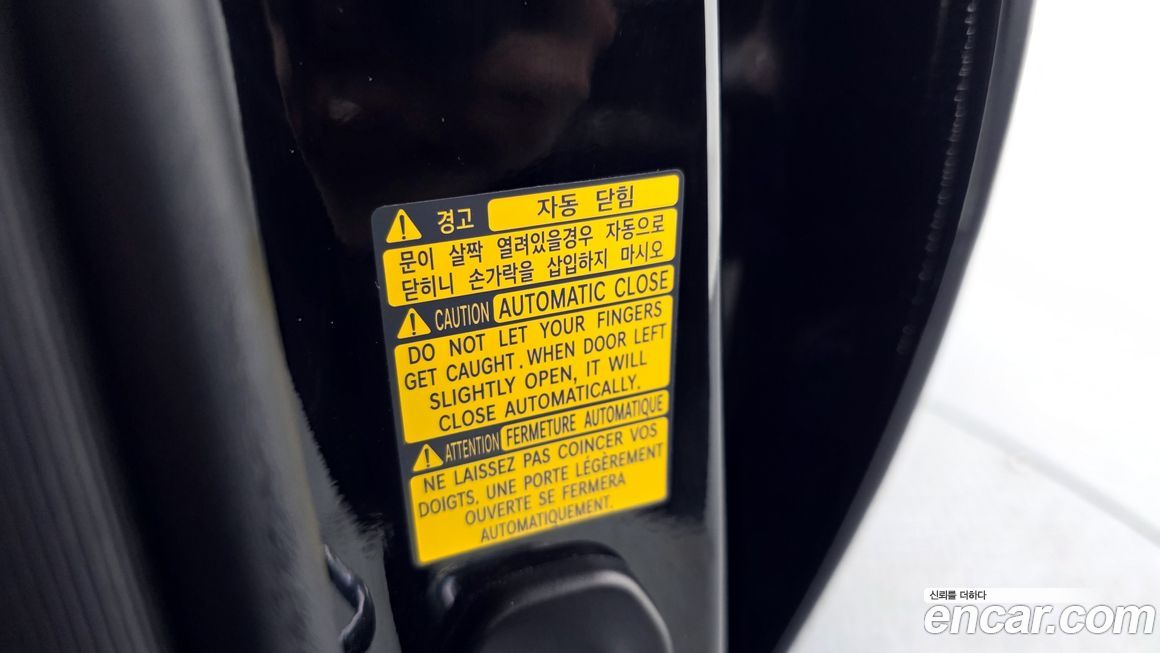 경고 자동 닫힘
문이 살짝 열려있을경우 자동으로
닫히니 손가락을 삽입하지 마시오
CAUTION AUTOMATIC CLOSE
DO NOT LET YOUR FINGERS
GET CAUGHT. WHEN DOOR LEFT
SLIGHTLY OPEN, IT WILL
CLOSE AUTOMATICALLY.
ATTENTION FERMETURE AUTOMATIQUE
NE LAISSEZ PAS COINCER VOS
DOIGTS, UNE PORTE LÉGÈREMENT
OUVERTE SE FERMERA
AUTOMATIQUEMENT.
신뢰를 더하다
encar.com